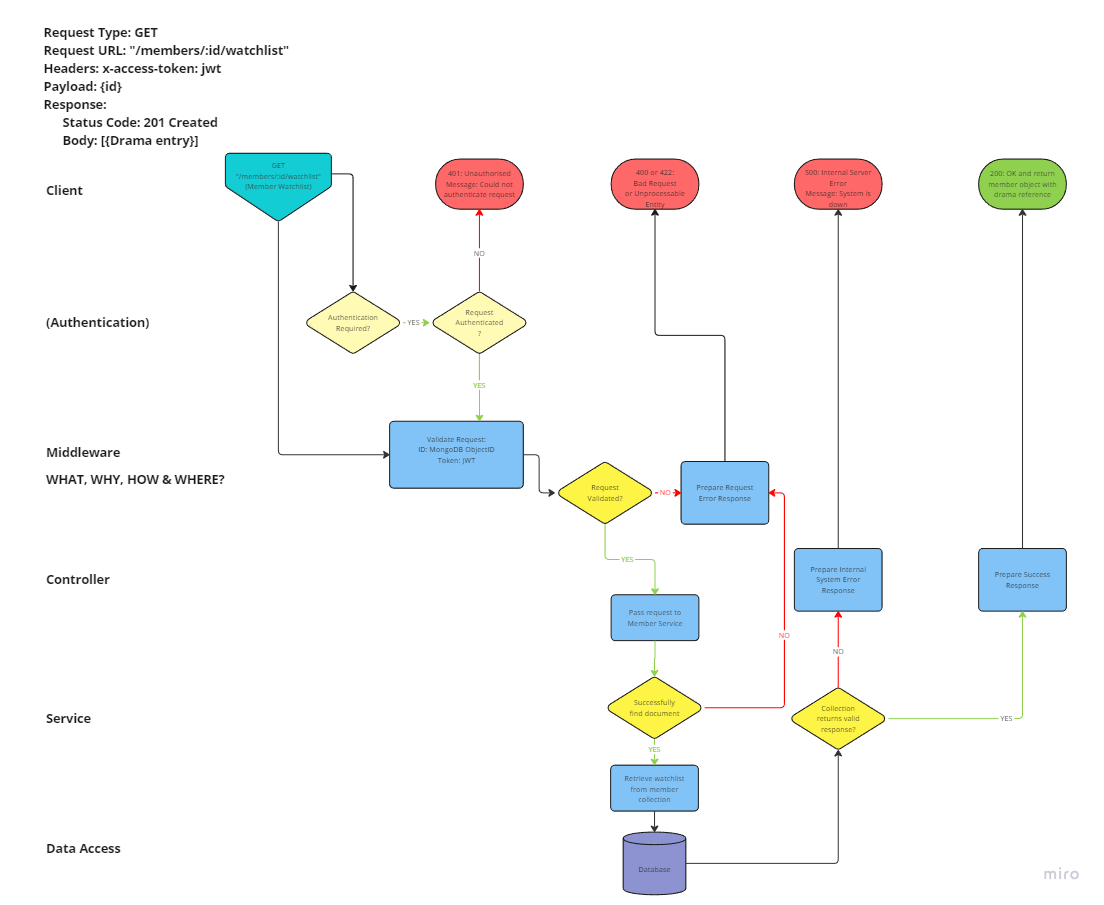 Request Type: GET
Request URL: "/members/:id/watchlist"
Headers: x-access-token: jwt
Payload: {id}
Response:
Status Code: 201 Created
Body: [{Drama entry}]
Client
GET
"/members/:id/watchlist"
(Member Watchlist)
401: Unauthorised
Message: Could not
authenticate request
400 or 422:
Bad Request
or Unprocessable
Entity
500: Internal Server
Error
Message: System is
down
200: OK and return
member object with
drama reference
NO
(Authentication)
Authentication
Required?
YES
Request
Authenticated
?
YES
Middleware
WHAT, WHY, HOW & WHERE?
Validate Request:
ID: MongoDB ObjectID
Token: JWT
Request
Validated?
NO
Prepare Request
Error Response
YES
Controller
Pass request to
Member Service
Prepare Internal
System Error
Response
Prepare Success
Response
NO
NO
Service
Successfully
find document
Collection
returns valid
response?
YES
YES
Retrieve watchlist
from member
collection
Data Access
Database
miro